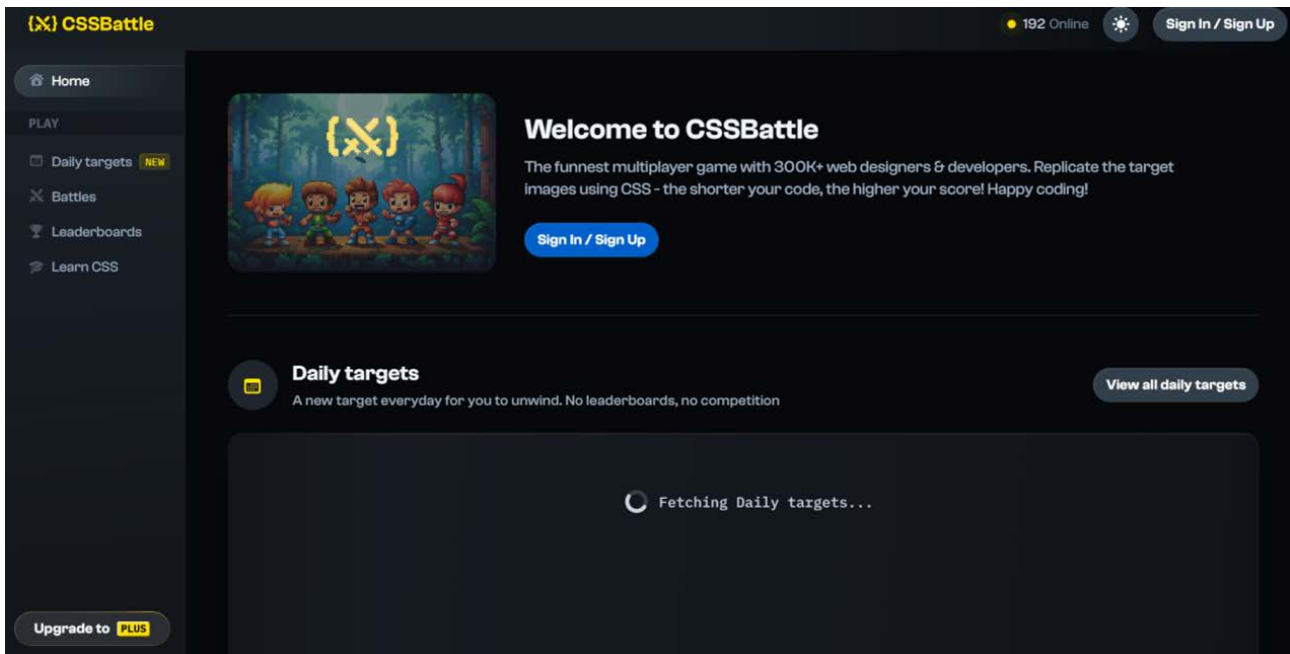 {X} CSSBattle
192 Online
Sign In / Sign Up
Home
PLAY
Daily targets NEW
Battles
Leaderboards
Learn CSS
Upgrade to PLUS
{X}
Welcome to CSSBattle
The funnest multiplayer game with 300K+ web designers & developers. Replicate the target
images using CSS - the shorter your code, the higher your score! Happy coding!
Sign In / Sign Up
Daily targets
A new target everyday for you to unwind. No leaderboards, no competition
View all daily targets
Fetching Daily targets...